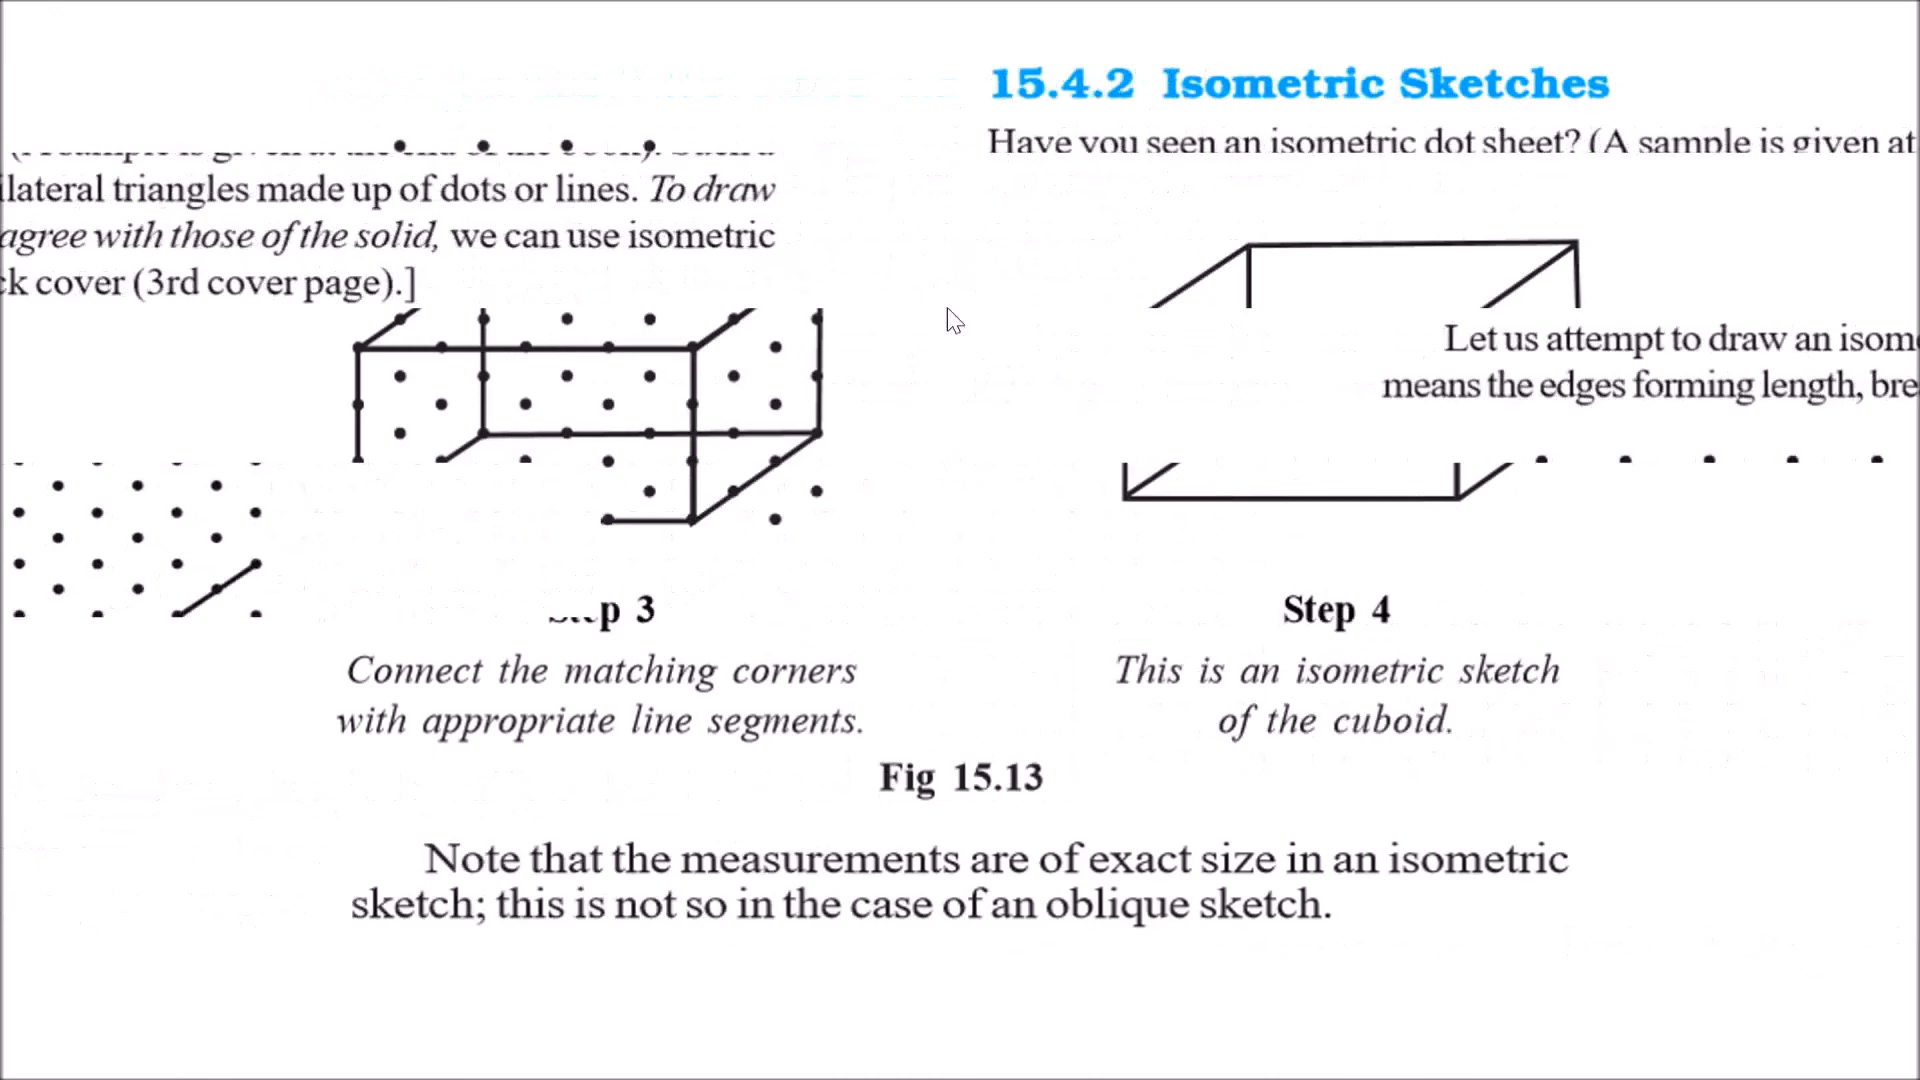 15.4.2 Isometric Sketches
Have you seen an isometric dot sheet? (A sample is given at
ilateral triangles made up of dots or lines. To draw
agree with those of the solid, we can use isometric
ck cover (3rd cover page).]
Let us attempt to draw an isom
means the edges forming length, bre
p 3
Step 4
Connect the matching corners
with appropriate line segments.
This is an isometric sketch
of the cuboid.
Fig 15.13
Note that the measurements are of exact size in an isometric
sketch; this is not so in the case of an oblique sketch.